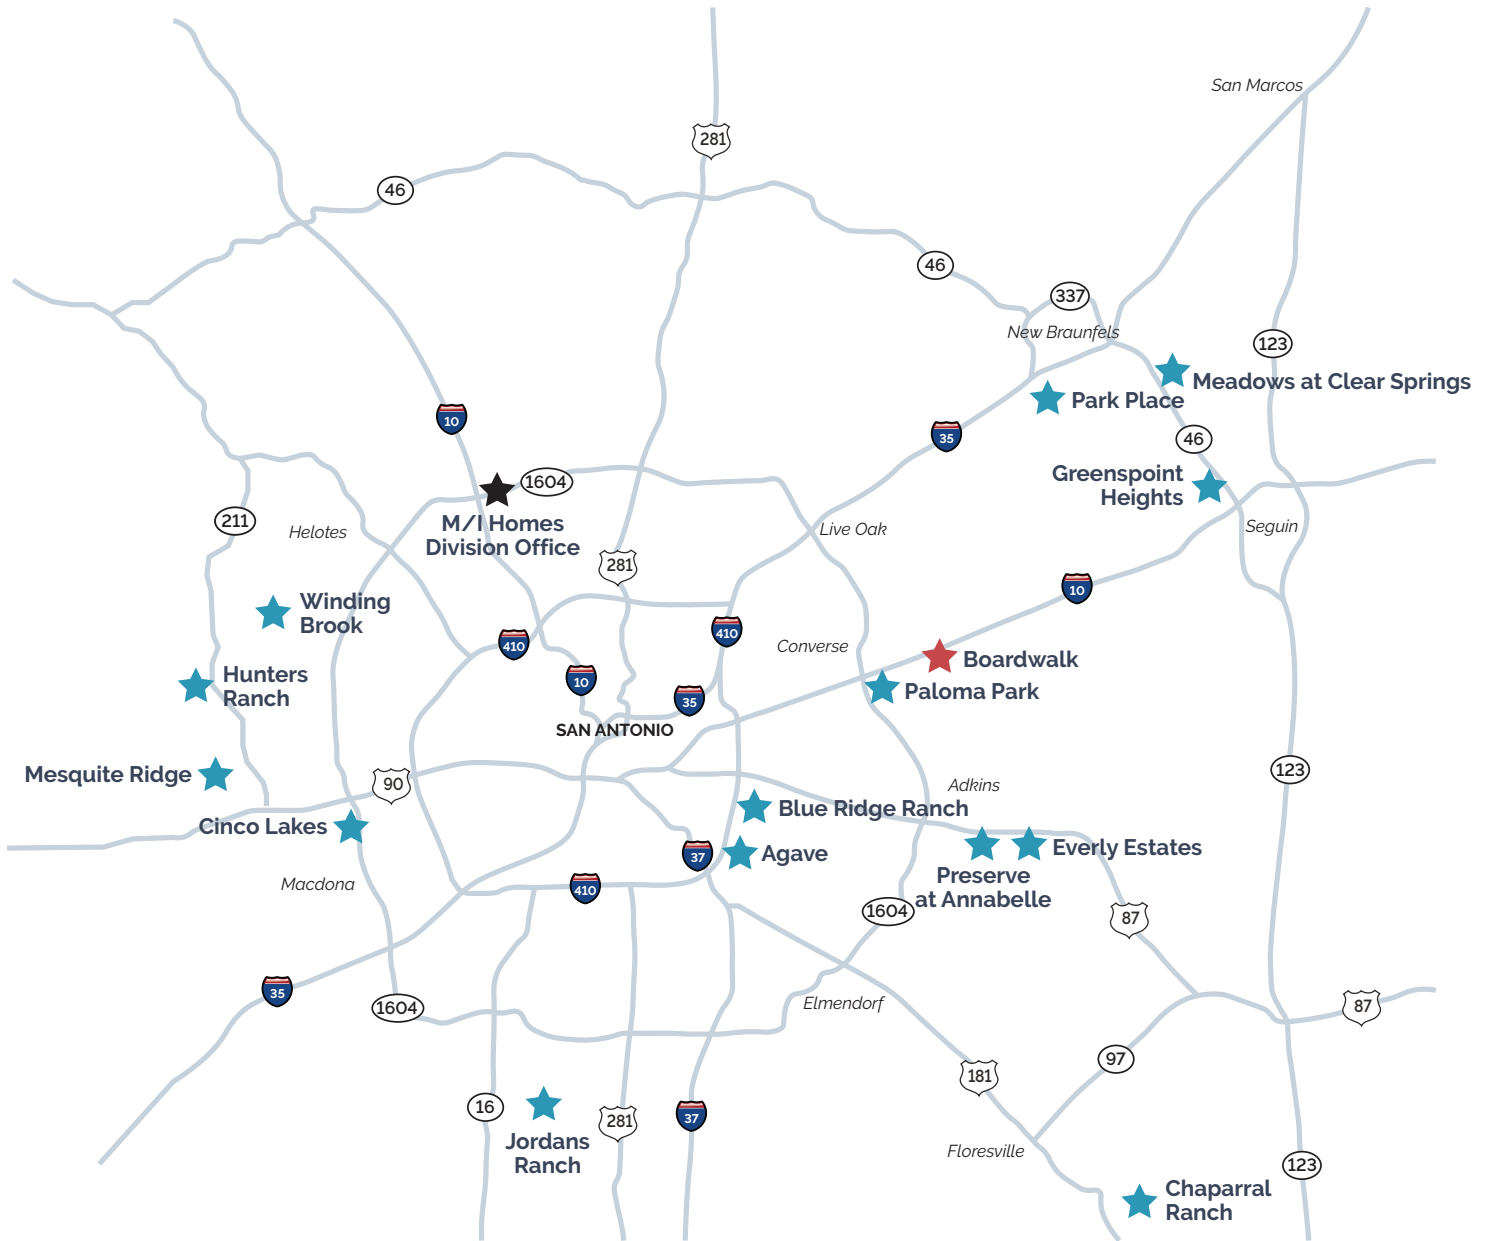 San Marcos
281
46
46
337
New Braunfels
123
Meadows at Clear Springs
Park Place
10
35
46
Greenspoint
Heights
1604
M/I Homes
Division Office
211
Helotes
Live Oak
Seguin
281
10
Winding
Brook
410
410
Converse
Boardwalk
Hunters
Ranch
10
Paloma Park
35
SAN ANTONIO
123
Mesquite Ridge
90
Adkins
Blue Ridge Ranch
Cinco Lakes
37
Agave
Everly Estates
Preserve
at Annabelle
Macdona
410
1604
87
35
1604
Elmendorf
87
97
181
16
281
37
Jordans
Ranch
Floresville
123
Chaparral
Ranch